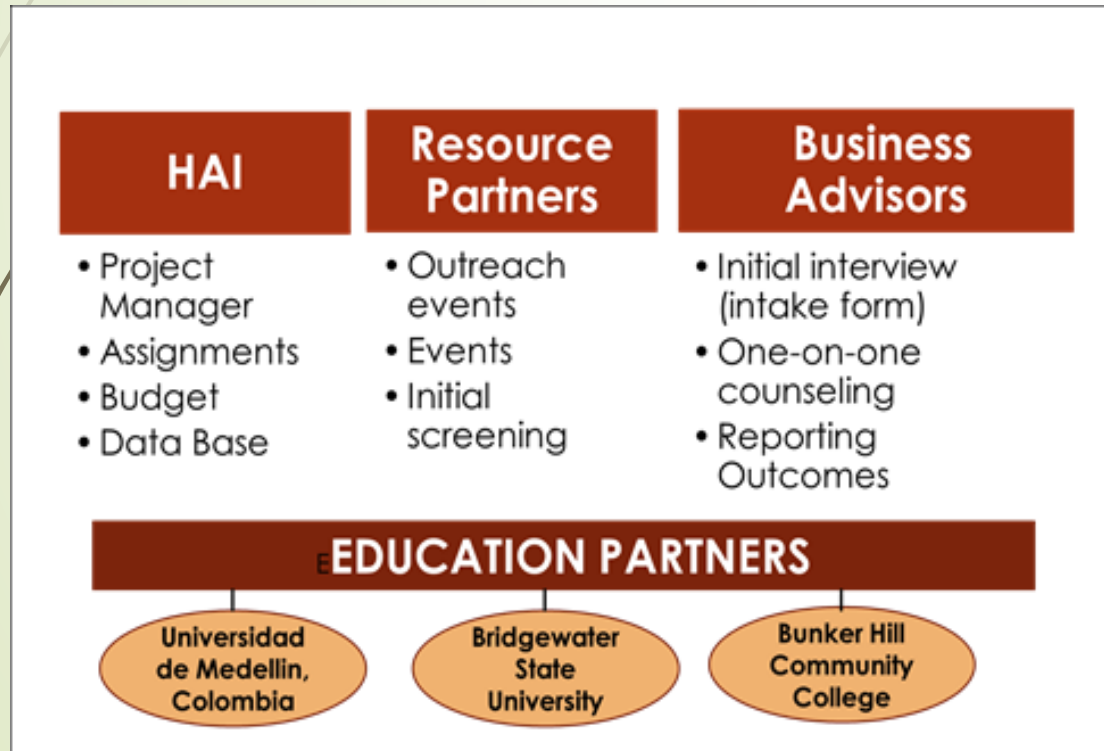 HAI
• Project
Manager
• Assignments
• Budget
• Data Base
Resource
Partners
• Outreach
events
• Events
• Initial
screening
Business
Advisors
• Initial interview
(intake form)
• One-on-one
counseling
• Reporting
Outcomes
EEDUCATION PARTNERS
Universidad
de Medellin,
Colombia
Bridgewater
State
University
Bunker Hill
Community
College